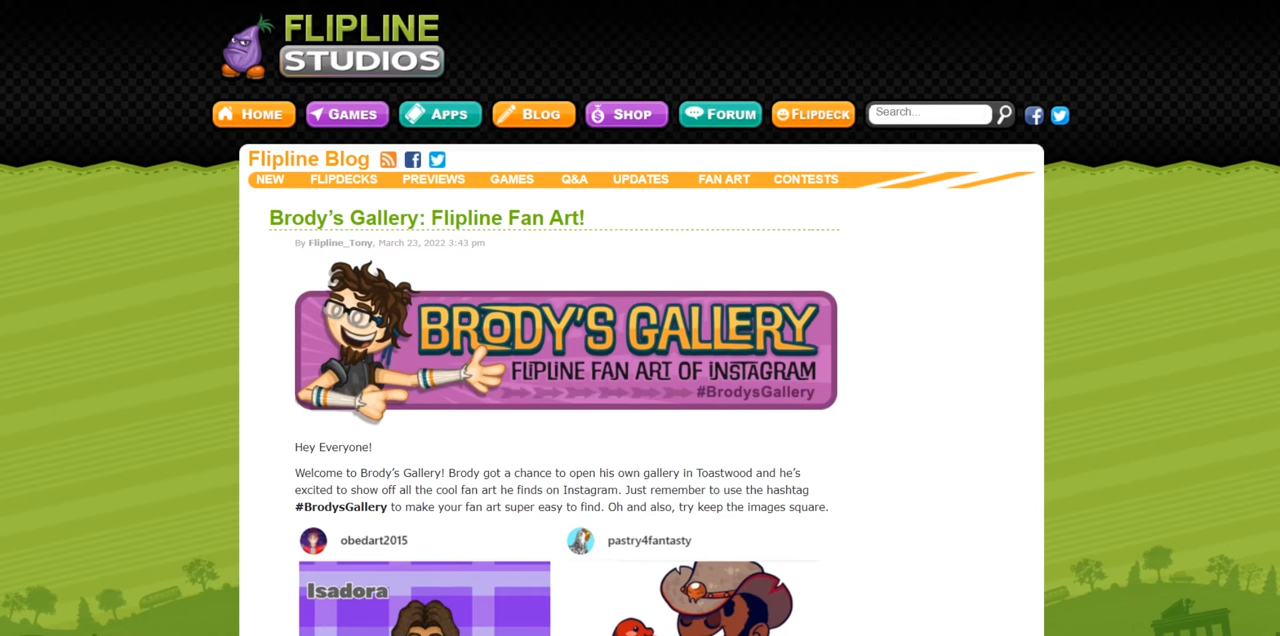 FLIPLINE
STUDIOS
HOME GAMES APPS BLOG SHOP FORUM FLIPDECK Search...
Flipline Blog
NEW FLIPDECKS PREVIEWS GAMES Q&A UPDATES FAN ART CONTESTS
Brody’s Gallery: Flipline Fan Art!
By Flipline_Tony, March 23, 2022 3:43 pm
BRODY'S GALLERY
FLIPLINE FAN ART OF INSTAGRAM
#BrodysGallery
Hey Everyone!
Welcome to Brody’s Gallery! Brody got a chance to open his own gallery in Toastwood and he’s
excited to show off all the cool fan art he finds on Instagram. Just remember to use the hashtag
#BrodysGallery to make your fan art super easy to find. Oh and also, try keep the images square.
obedart2015 pastry4fantasty
Isadora